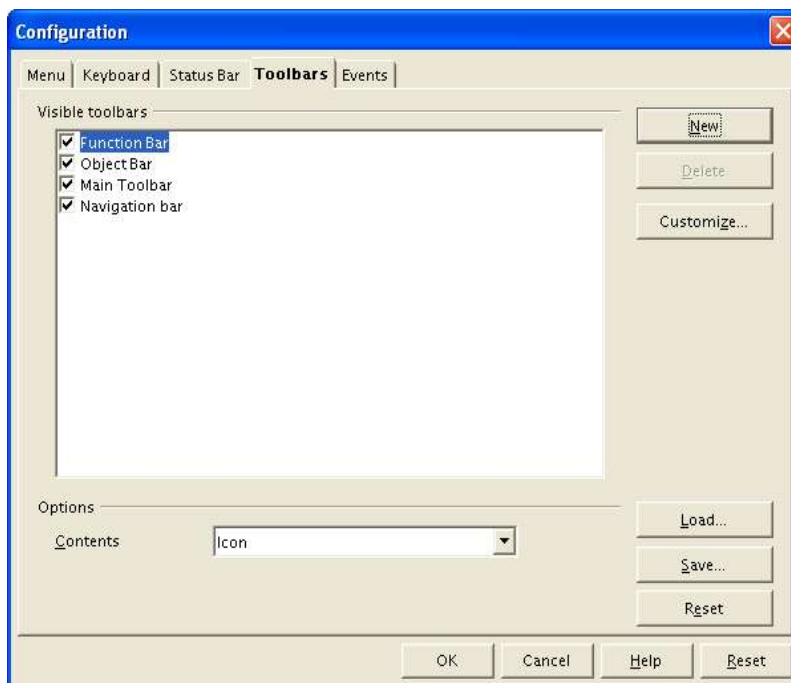 Configuration
Menu Keyboard Status Bar Toolbars Events
Visible toolbars
Function Bar
Object Bar
Main Toolbar
Navigation bar
New
Delete
Customize...
Options
Contents Icon
Load...
Save...
Reset
OK Cancel Help Reset